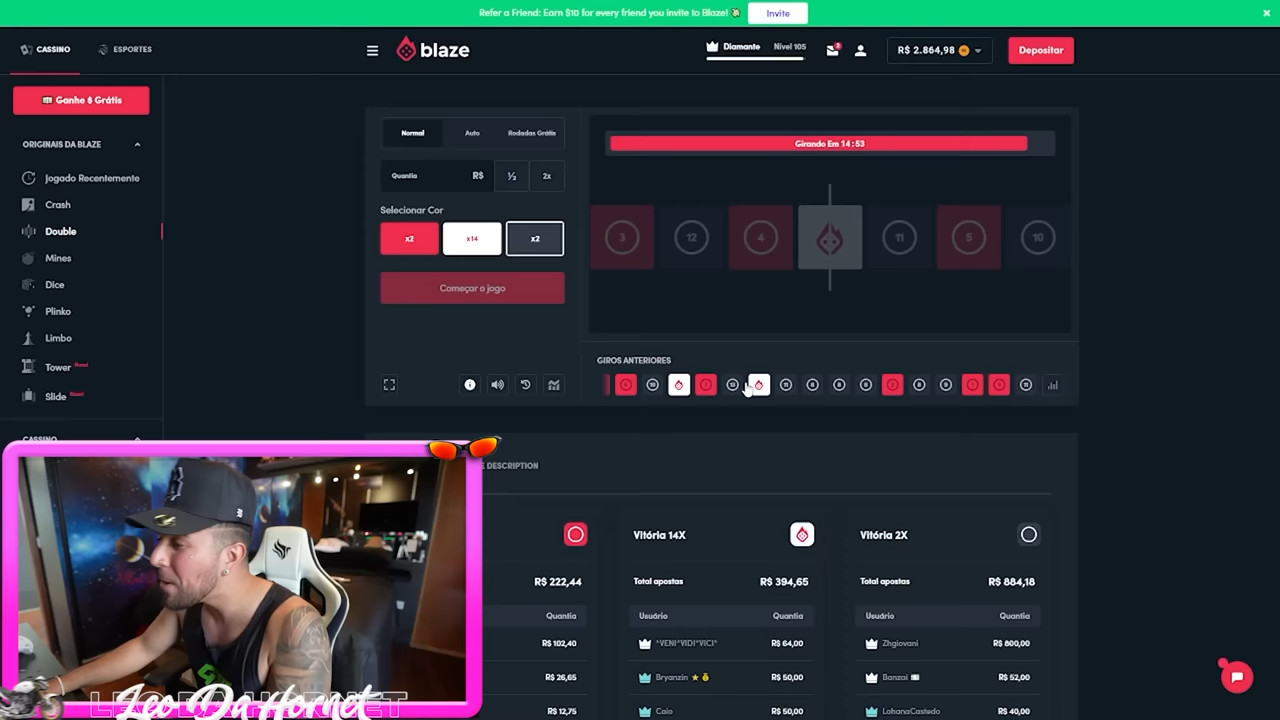 Refer a Friend: Earn $10 for every friend you invite to Blaze!
Invite
CASSINO
ESPORTES
blaze
Diamante Nível 105
R$ 2.864,98
Depositar
Ganhe $ Grátis
ORIGINAIS DA BLAZE
Jogado Recentemente
Crash
Double
Mines
Dice
Plinko
Limbo
Tower
Slide
CASSINO
Normal
Auto
Rodadas Grátis
Quantia R$
½
2x
Selecionar Cor
x2
x14
x2
Começar o jogo
Girando Em 14:53
3
12
4
11
5
10
GIROS ANTERIORES
E DESCRIPTION
R$ 222,44
Quantia
R$ 102,40
R$ 26,65
R$ 12,75
Vitória 14X
Total apostas R$ 394,65
Usuário Quantia
^VENI^VIDI^VICI^ R$ 64,00
Bryanzin R$ 50,00
Caio R$ 50,00
Vitória 2X
Total apostas R$ 884,18
Usuário Quantia
Zhgiovani R$ 800,00
Banzai R$ 52,00
LohanaCastedo R$ 40,00
Leo Da Hornet